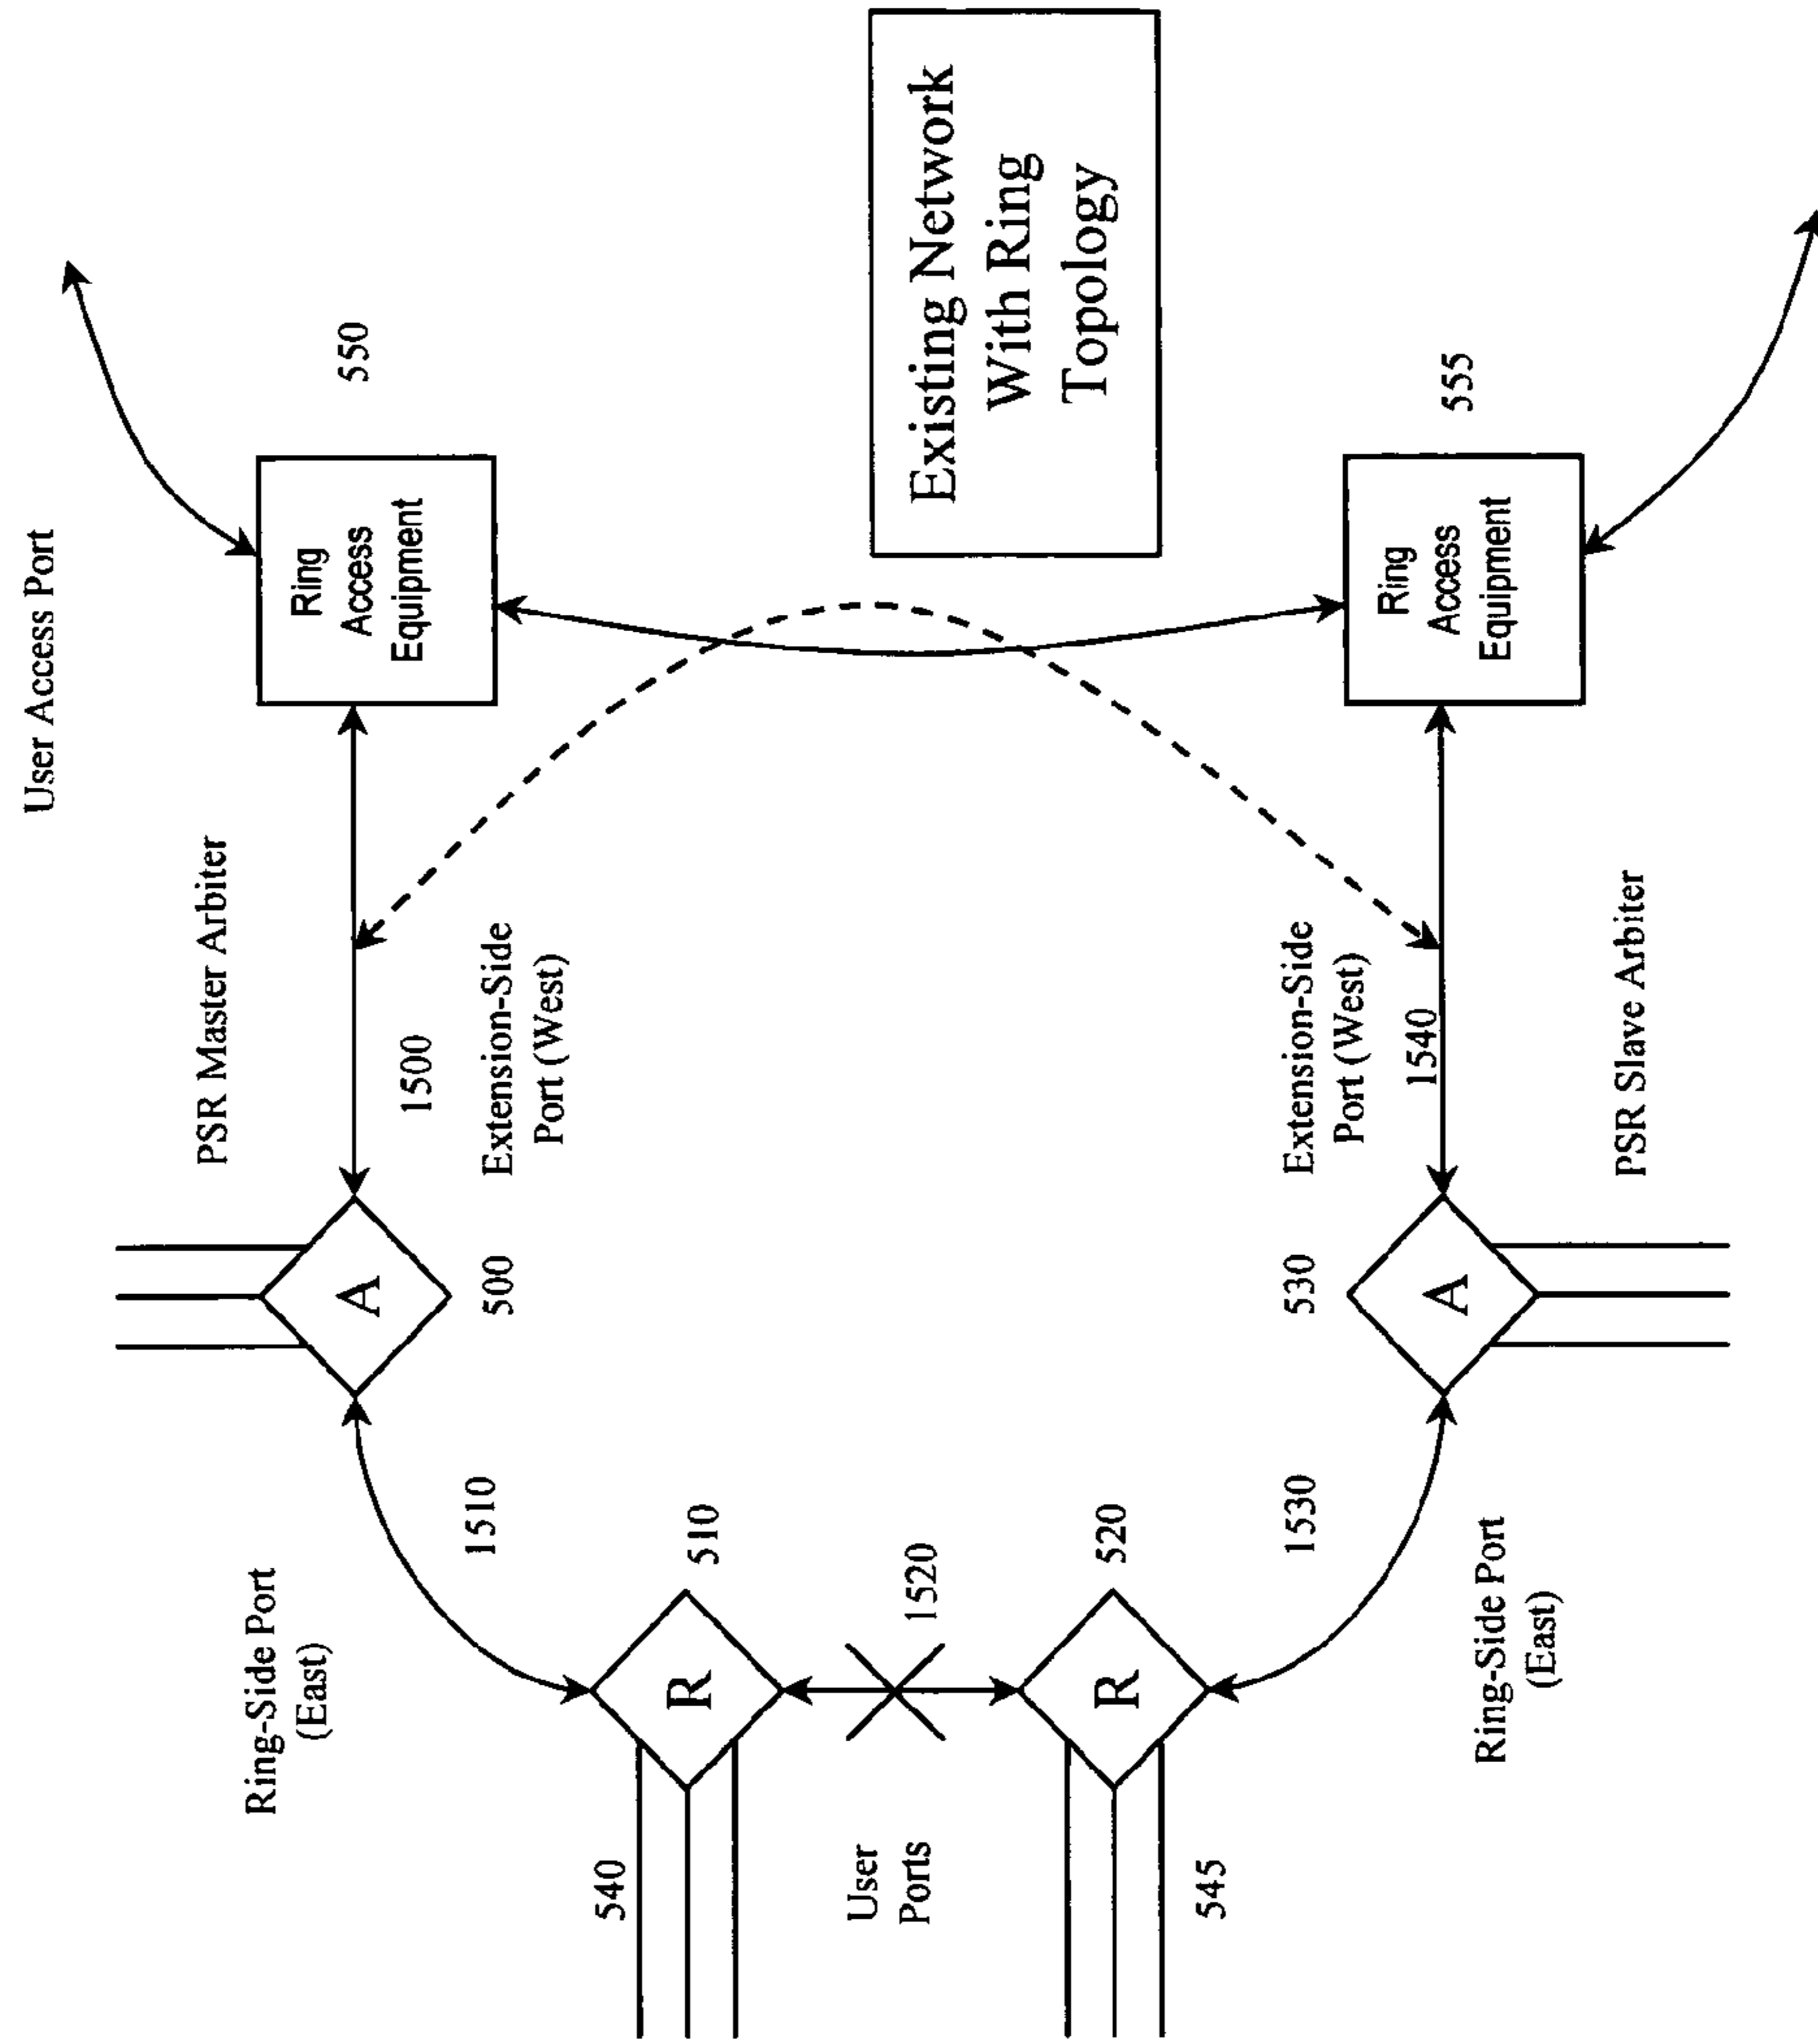 User Access Port
PSR Master Arbiter
Ring-Side Port
(East)
A
Ring
Access
Equipment
550
1500
1510
500
Extension-Side
Port (West)
540
R
510
User
Ports
1520
Existing Network
With Ring
Topology
R
520
545
1530
530
Extension-Side
Port (West)
1540
A
Ring
Access
Equipment
555
Ring-Side Port
(East)
PSR Slave Arbiter